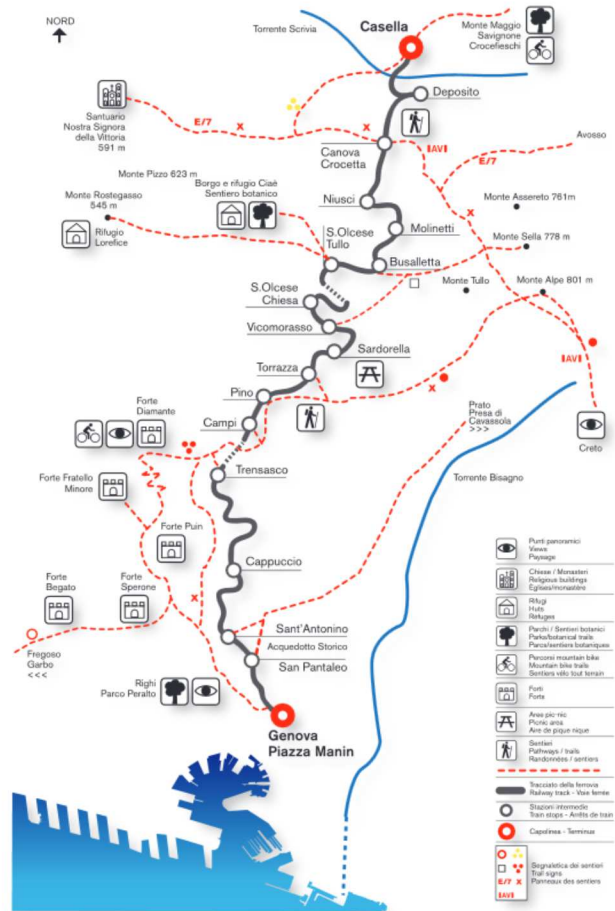 NORD
Torrente Scrivia
Casella
Monte Maggio
Savignone
Crocefieschi
Deposito
Santuario
Nostra Signora
della Vittoria
591 m
E/7
X
X
Canova
Crocetta
AV
E/7
Avosso
Monte Pizzo 623 m
Borgo e rifugio Ciaè
Sentiero botanico
Niusci
X
Monte Assereto 761m
Monte Rostegasso
545 m
Rifugio
Lorefice
S.Olcese
Tullo
Molinetti
Monte Sella 778 m
Busalletta
S.Olcese
Chiesa
Monte Tullo
Monte Alpe 801 m
Vicomorasso
Sardorella
AV
Torrazza
X
Pino
Forte
Diamante
Campi
Prato
Presa di
Cavassola
>>>
Creto
Trensasco
Forte Fratello
Minore
Torrente Bisagno
Forte Puin
Cappuccio
Forte
Begato
Forte
Sperone
X
Sant'Antonino
Acquedotto Storico
San Pantaleo
Fregoso
Garbo
<<<
Righi
Parco Peralto
Genova
Piazza Manin
Punti panoramici
Views
Paysage
Chiese / Monasteri
Religious buildings
Églises/monastère
Rifugi
Huts
Refuges
Parchi / Sentieri botanici
Parks/botanical trails
Parcs/sentiers botaniques
Percorsi mountain bike
Mountain bike trails
Sentiers vélo tout terrain
Forti
Forts
Aree pic-nic
Picnic area
Aire de pique nique
Sentieri
Pathways / trails
Randonnées / sentiers
Tracciato della ferrovia
Railway track - Voie ferrée
Stazioni intermedie
Train stops - Arrêts de train
Capolinea - Terminus
Segnaletica dei sentieri
Trail signs
Panneaux des sentiers
E/7 X
AV